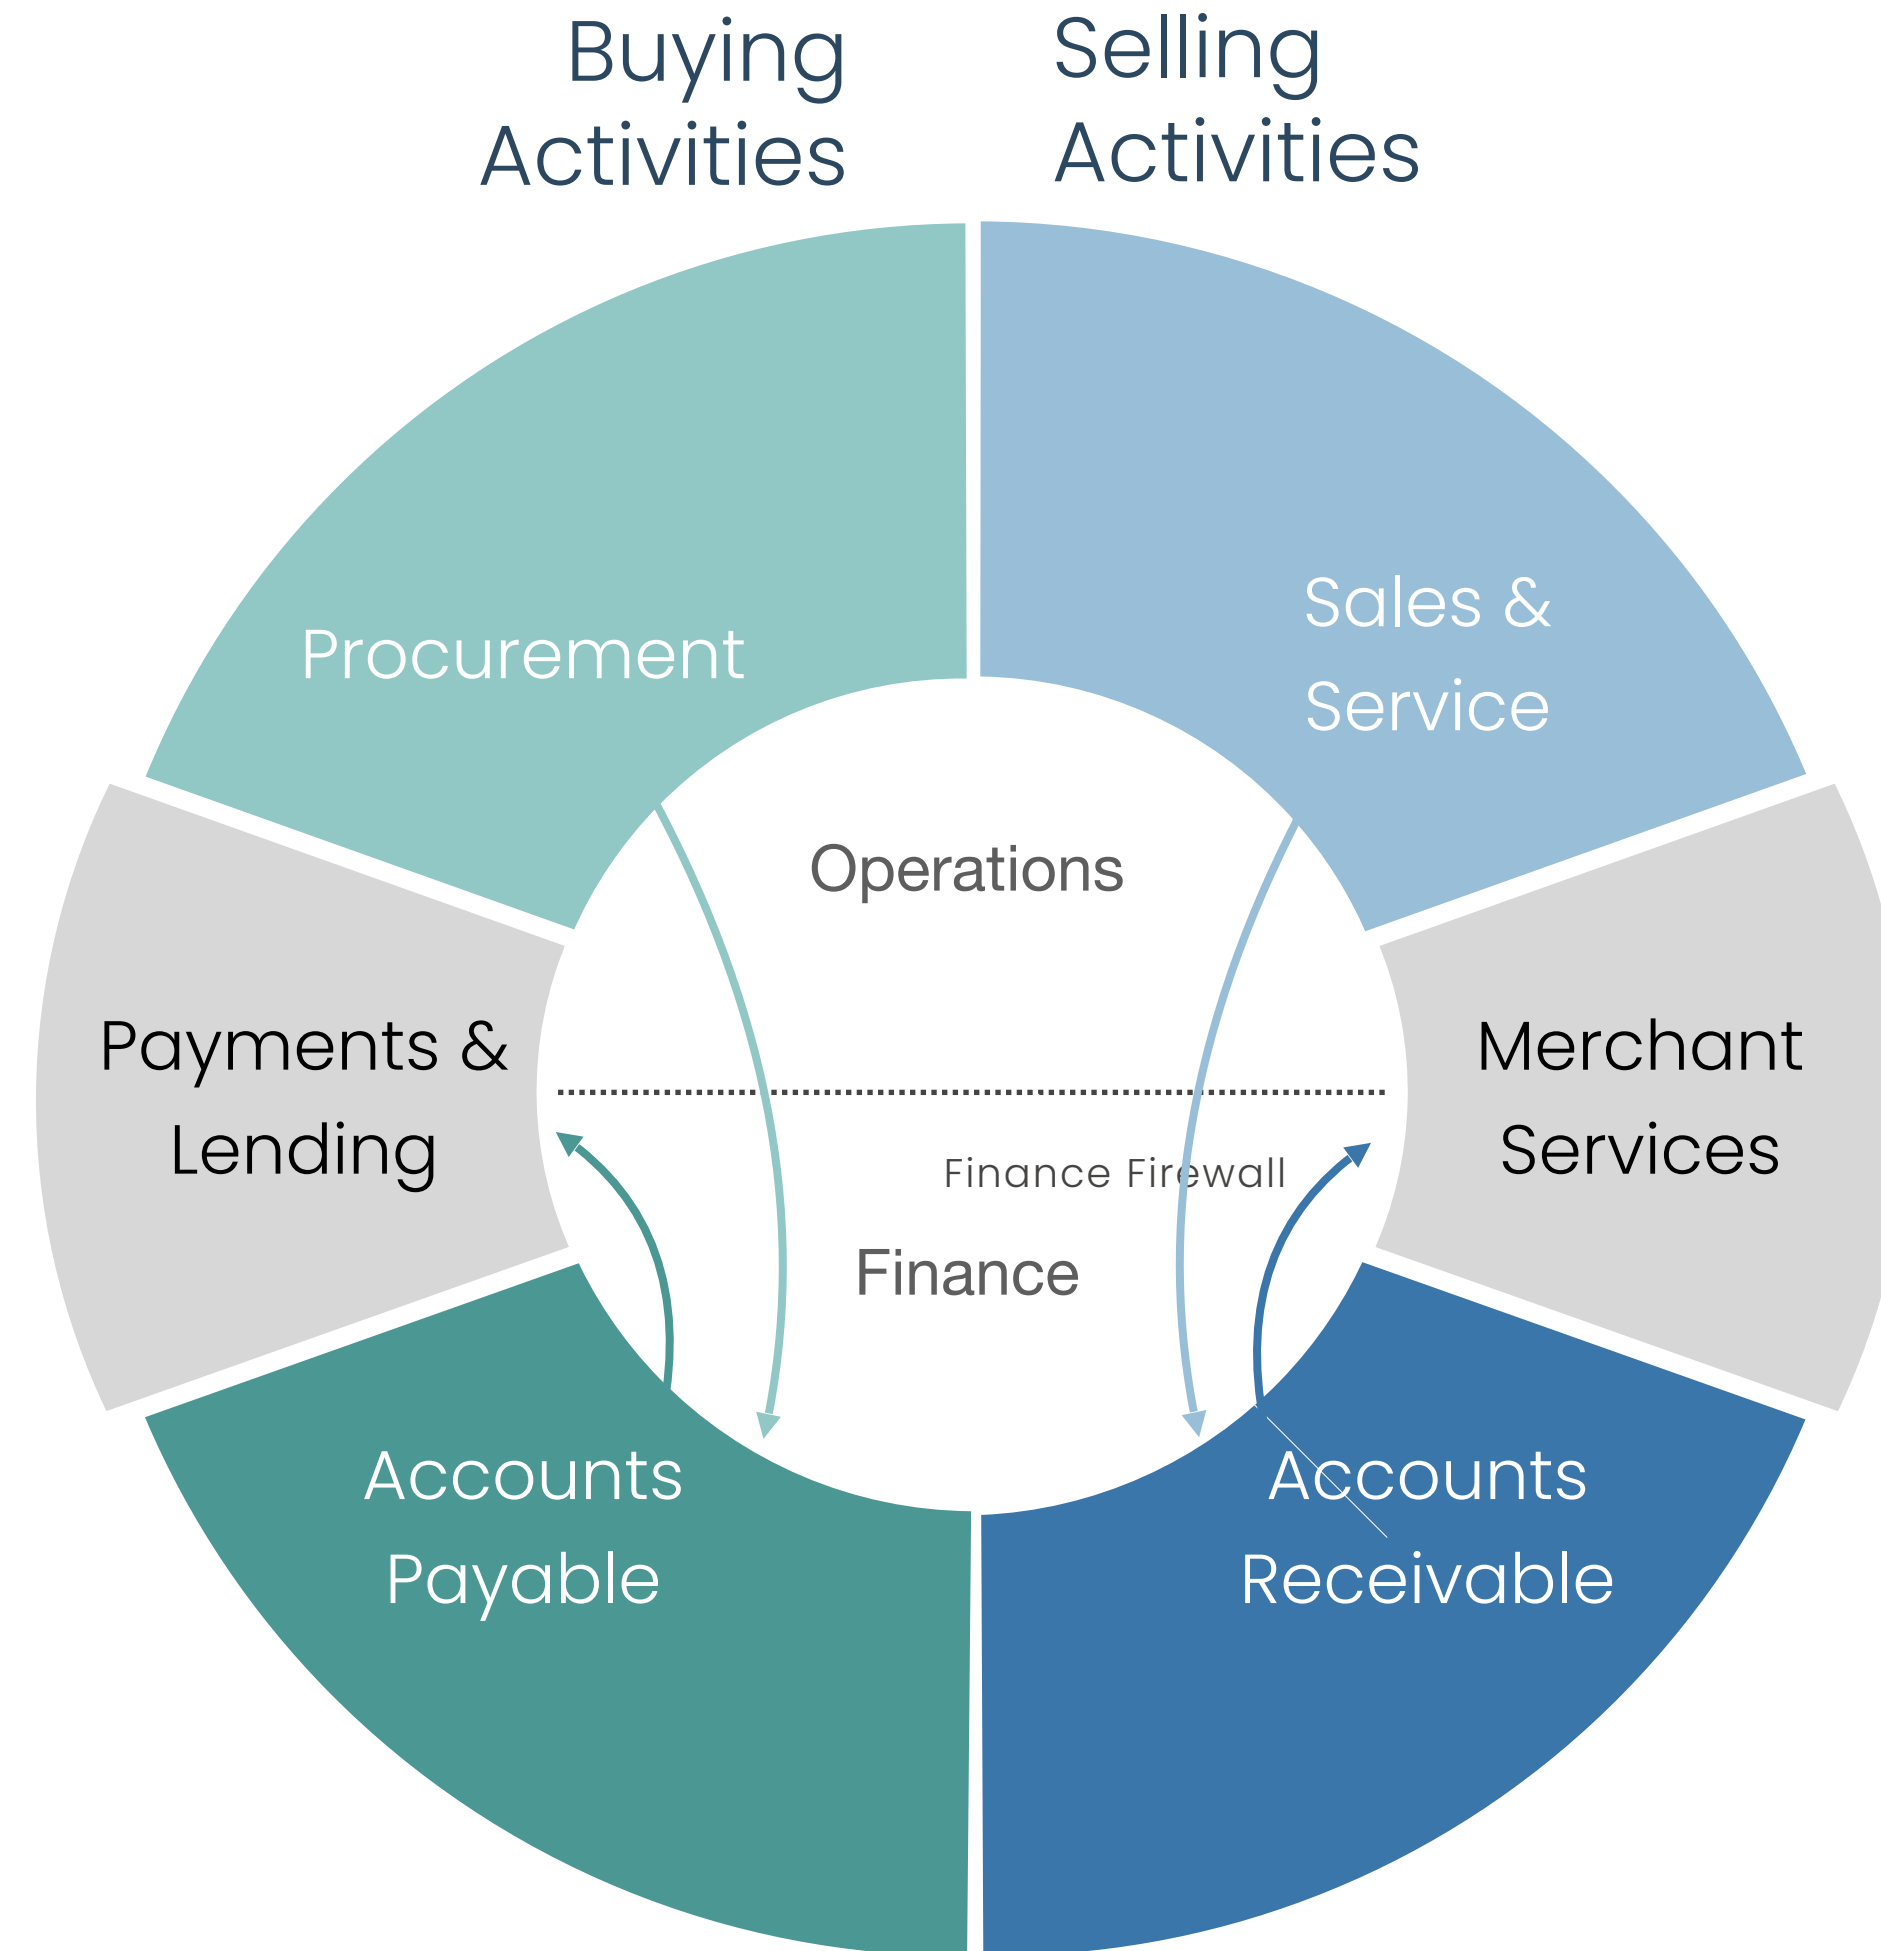 Buying
Activities
Selling
Activities
Procurement
Sales &
Service
Operations
Payments &
Lending
Merchant
Services
Finance Firewall
Finance
Accounts
Payable
Accounts
Receivable